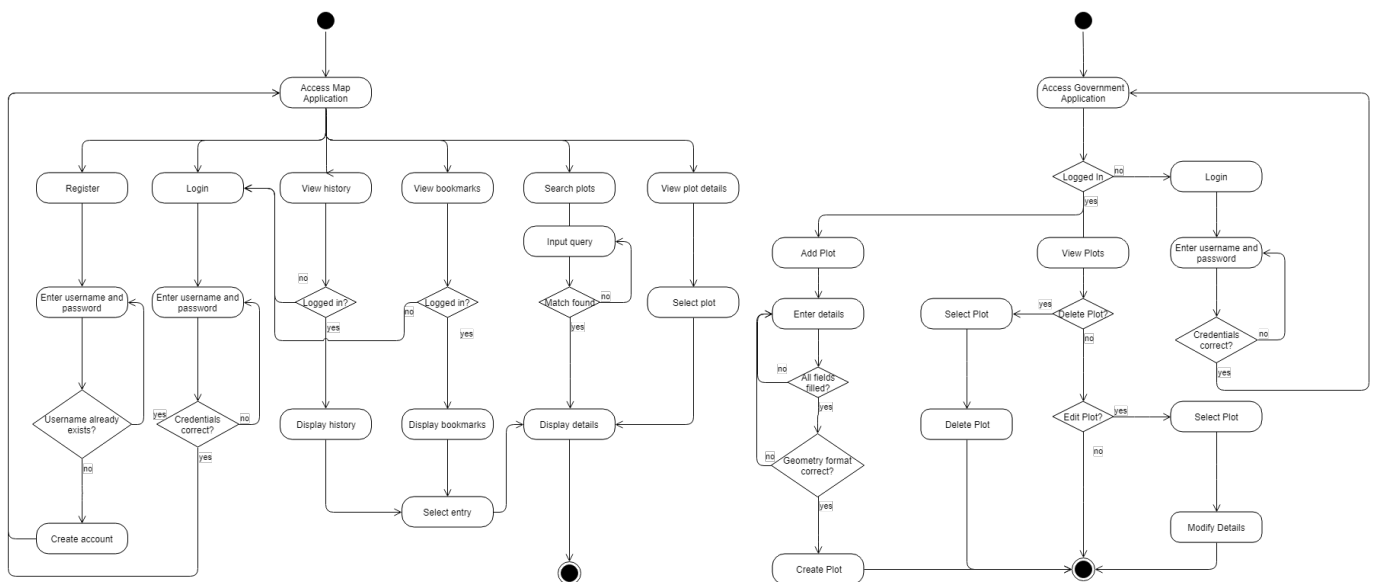 Access Map
Application
Register
Login
View history
View bookmarks
Search plots
View plot details
Input query
no
Enter username and
password
Enter username and
password
Logged in?
no
Logged in?
Match found
no
Select plot
yes
yes
yes
Username already
exists?
yes
Credentials
correct?
no
Display history
Display bookmarks
Display details
no
yes
Select entry
Create account
Access Government
Application
Logged In
no
Login
yes
Add Plot
View Plots
Enter username and
password
Enter details
Select Plot
yes
Delete Plot?
no
Credentials
correct?
no
no
All fields
filled?
yes
yes
Edit Plot?
yes
Select Plot
Delete Plot
no
no
Geometry format
correct?
yes
Modify Details
Create Plot